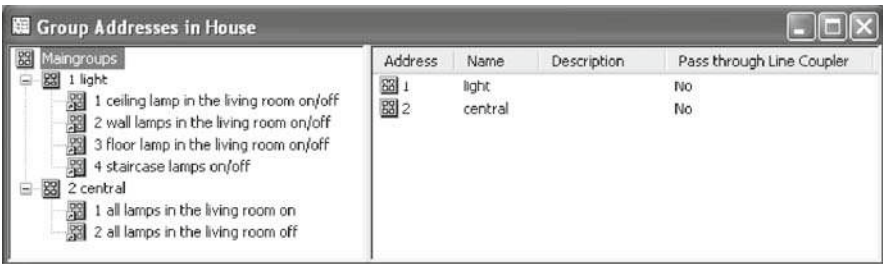 Group Addresses in House
Maingroups
1 light
1 ceiling lamp in the living room on/off
2 wall lamps in the living room on/off
3 floor lamp in the living room on/off
4 staircase lamps on/off
2 central
1 all lamps in the living room on
2 all lamps in the living room off
Address Name Description Pass through Line Coupler
1 light No
2 central No